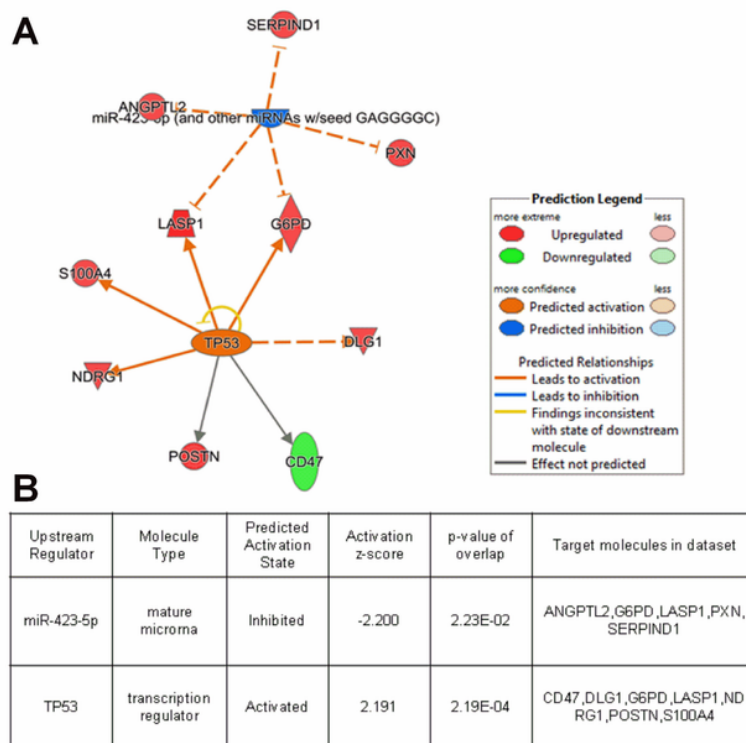 A
SERPIND1
ANGPTL2
miR-423-5p (and other miRNAs w/seed GAGGGGC)
PXN
LASP1
G6PD
S100A4
TP53
DLG1
NDRG1
POSTN
CD47
Prediction Legend
more extreme less
Upregulated
Downregulated
more confidence less
Predicted activation
Predicted inhibition
Predicted Relationships
Leads to activation
Leads to inhibition
Findings inconsistent
with state of downstream
molecule
Effect not predicted
B
Upstream
Regulator
Molecule
Type
Predicted
Activation
State
Activation
z-score
p-value of
overlap
Target molecules in dataset
miR-423-5p
mature
microrna
Inhibited
-2.200
2.23E-02
ANGPTL2,G6PD,LASP1,PXN,
SERPIND1
TP53
transcription
regulator
Activated
2.191
2.19E-04
CD47,DLG1,G6PD,LASP1,ND
RG1,POSTN,S100A4